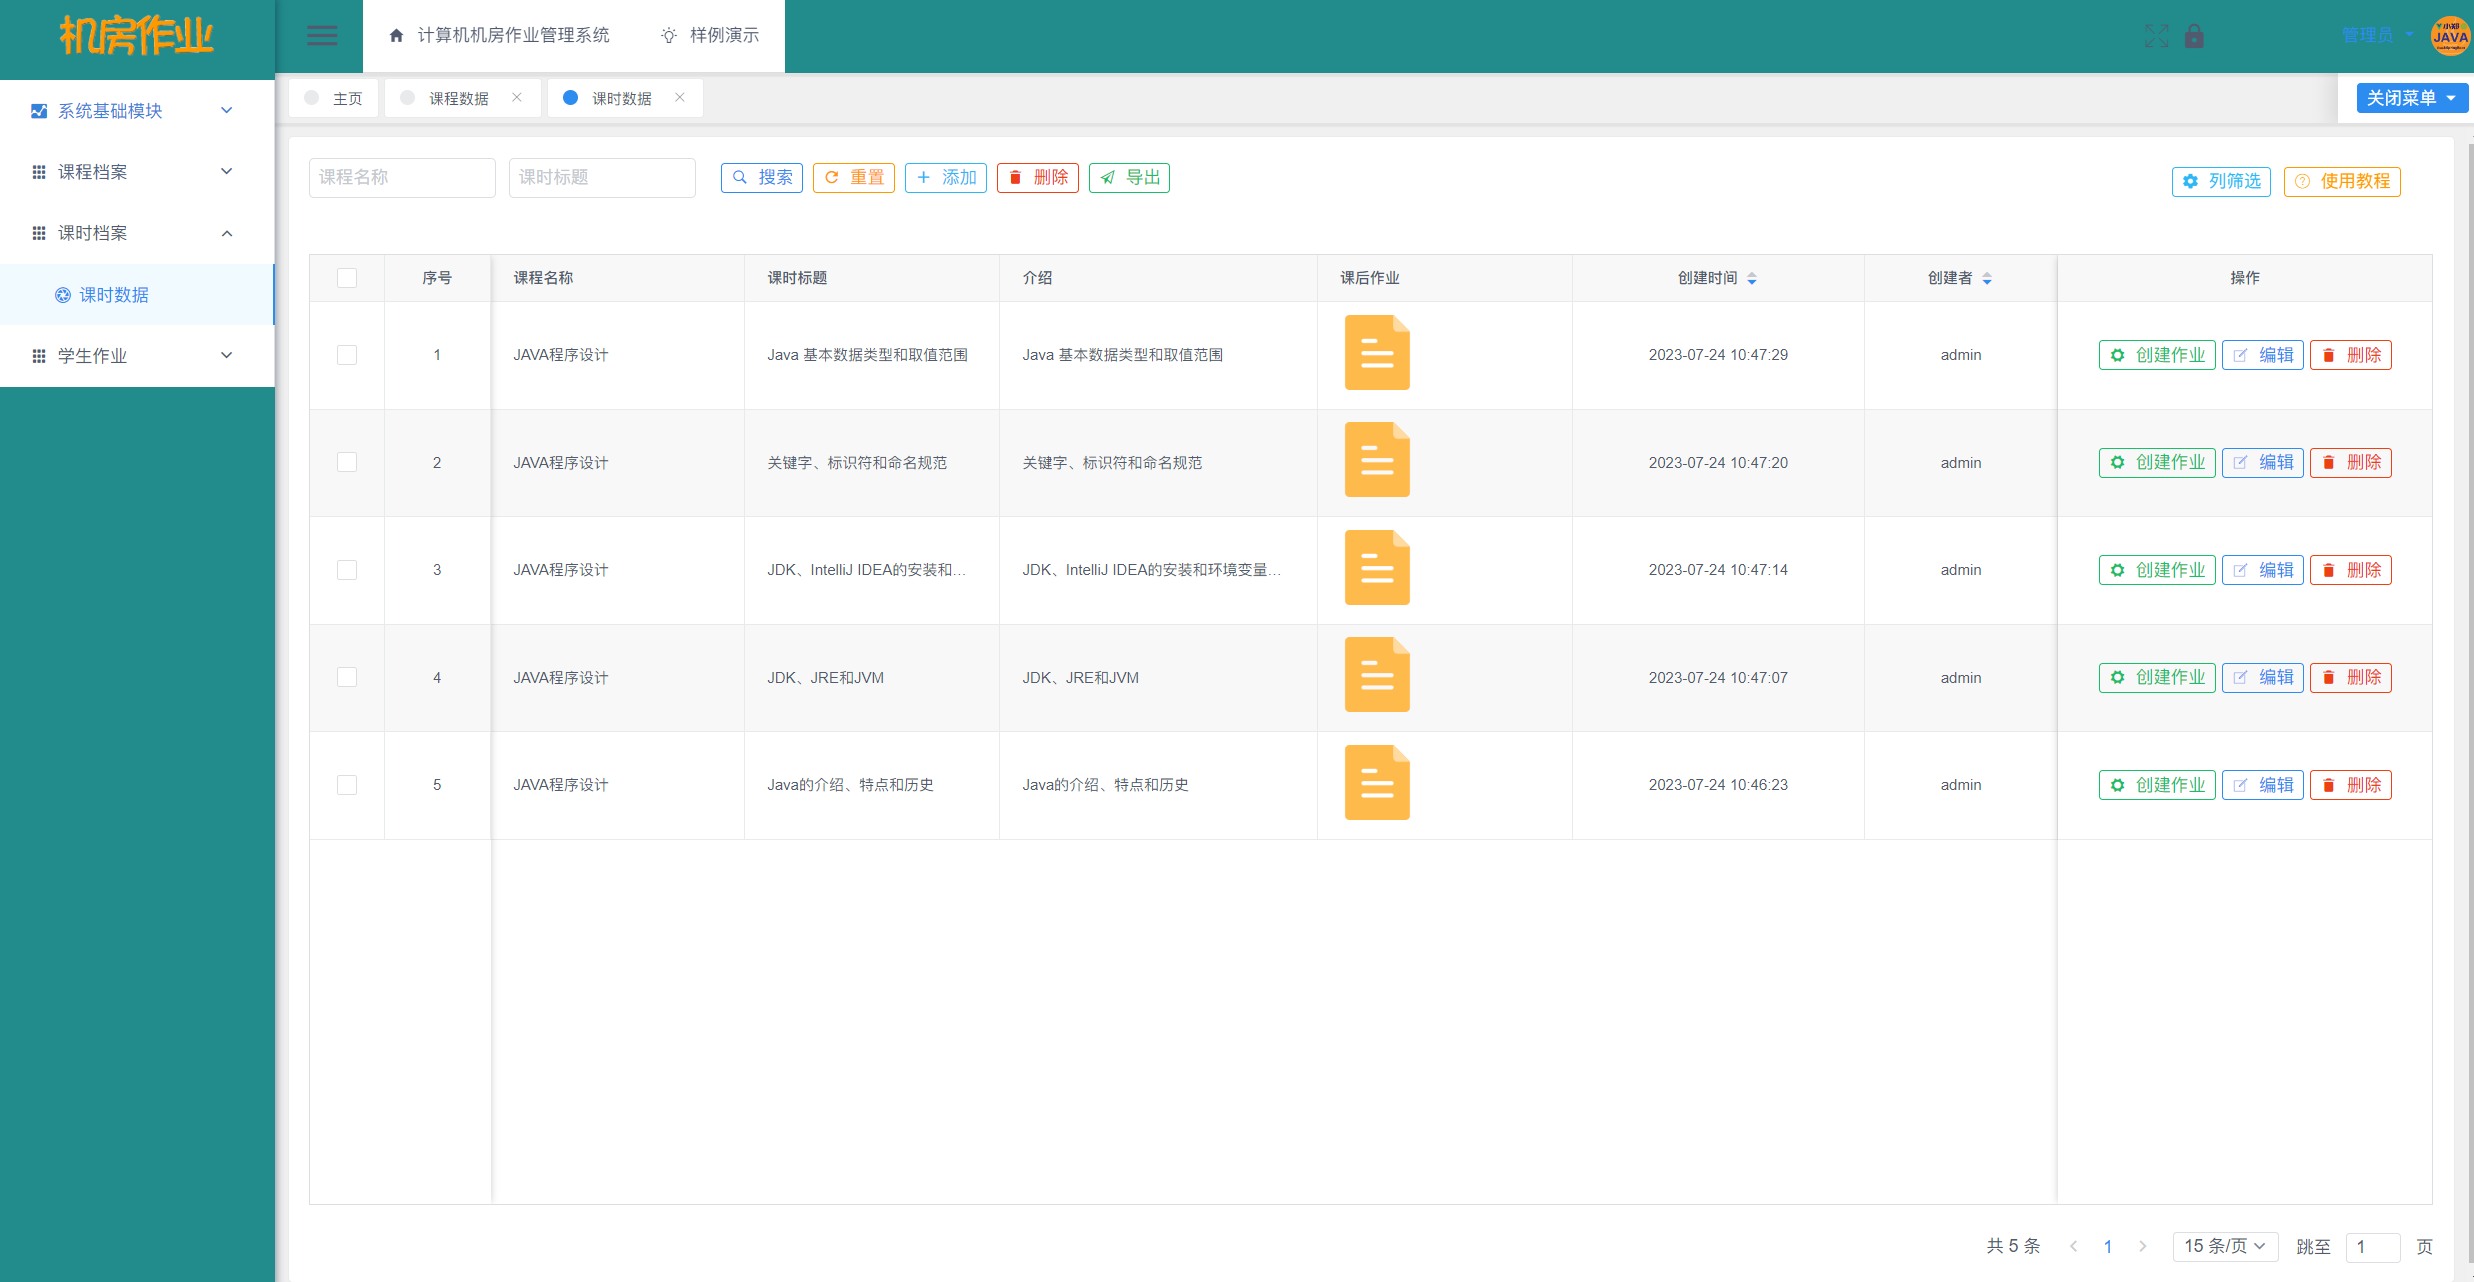 机房作业
计算机机房作业管理系统 样例演示
管理员
小郑
JAVA
系统基础模块
课程档案
课时档案
课时数据
学生作业
主页 课程数据 课时数据 关闭菜单
课程名称 课时标题 搜索 重置 添加 删除 导出 列筛选 使用教程
序号 课程名称 课时标题 介绍 课后作业 创建时间 创建者 操作
1 JAVA程序设计 Java 基本数据类型和取值范围 Java 基本数据类型和取值范围 2023-07-24 10:47:29 admin 创建作业 编辑 删除
2 JAVA程序设计 关键字、标识符和命名规范 关键字、标识符和命名规范 2023-07-24 10:47:20 admin 创建作业 编辑 删除
3 JAVA程序设计 JDK、IntelliJ IDEA的安装和... JDK、IntelliJ IDEA的安装和环境变量... 2023-07-24 10:47:14 admin 创建作业 编辑 删除
4 JAVA程序设计 JDK、JRE和JVM JDK、JRE和JVM 2023-07-24 10:47:07 admin 创建作业 编辑 删除
5 JAVA程序设计 Java的介绍、特点和历史 Java的介绍、特点和历史 2023-07-24 10:46:23 admin 创建作业 编辑 删除
共 5 条 1 15 条/页 跳至 1 页